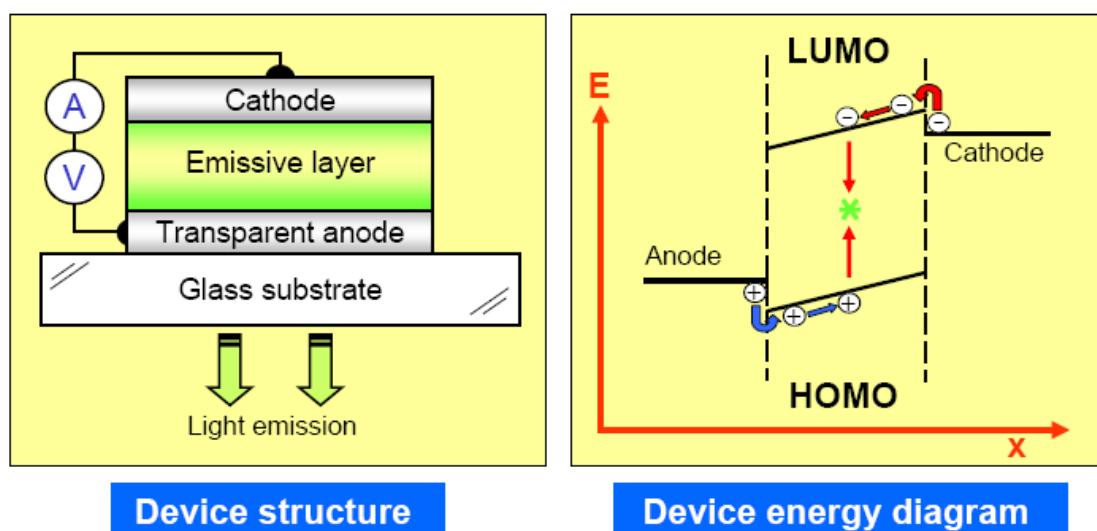 A
V
Cathode
Emissive layer
Transparent anode
Glass substrate
Light emission
Device structure
LUMO
E
− − −
Cathode
Anode
+ + +
HOMO
x
Device energy diagram